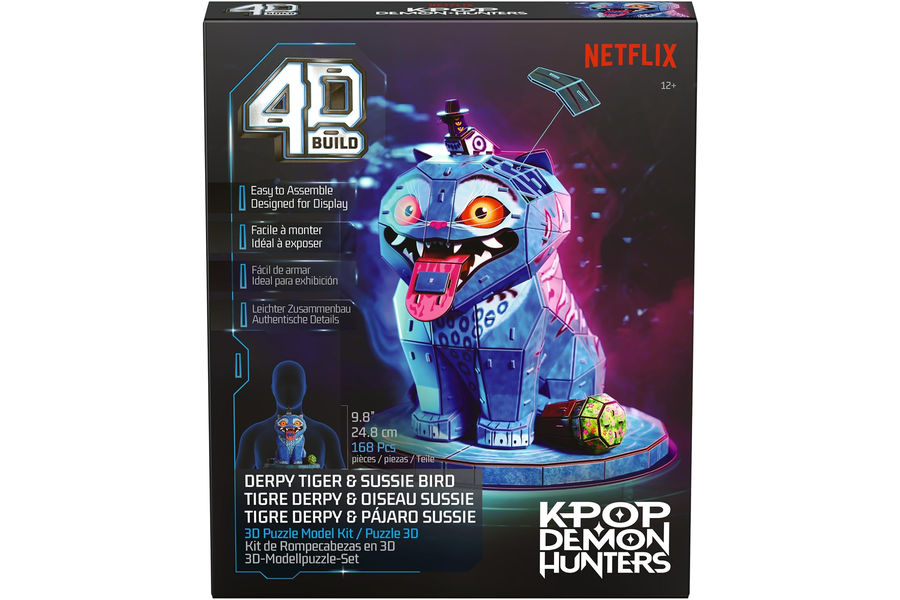 K-POP
DEMON HUNTERS
NETFLIX
12+
4D
BUILD
Easy to Assemble
Designed for Display
Facile à monter
Idéal à exposer
Fácil de armar
Ideal para exhibición
Leichter Zusammenbau
Authentische Details
9.8"
24.8 cm
168 Pcs
pièces / piezas / Teile
DERPY TIGER & SUSSIE BIRD
TIGRE DERPY & OISEAU SUSSIE
TIGRE DERPY & PÁJARO SUSSIE
3D Puzzle Model Kit / Puzzle 3D
Kit de Rompecabezas en 3D
3D-Modellpuzzle-Set
K-POP
DEMON
HUNTERS